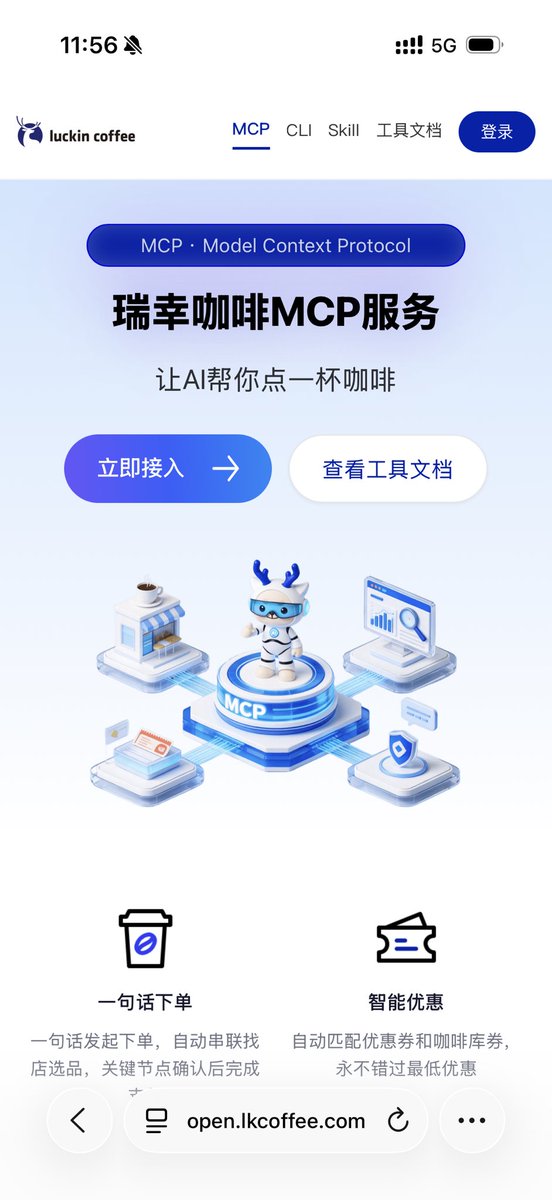 11:56
5G
luckin coffee
MCP
CLI
Skill
工具文档
登录
MCP · Model Context Protocol
瑞幸咖啡MCP服务
让AI帮你点一杯咖啡
立即接入
查看工具文档
MCP
一句话下单
一句话发起下单，自动串联找
店选品，关键节点确认后完成
智能优惠
自动匹配优惠券和咖啡库券，
永不错过最低优惠
open.lkcoffee.com